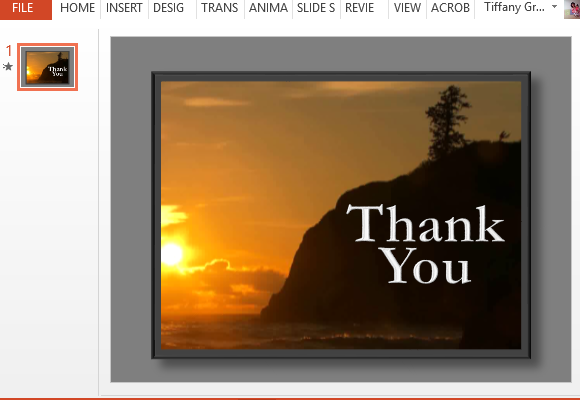 FILE HOME INSERT DESIG TRANS ANIMA SLIDE S REVIE VIEW ACROB Tiffany Gr...
1
Thank
You
Thank
You